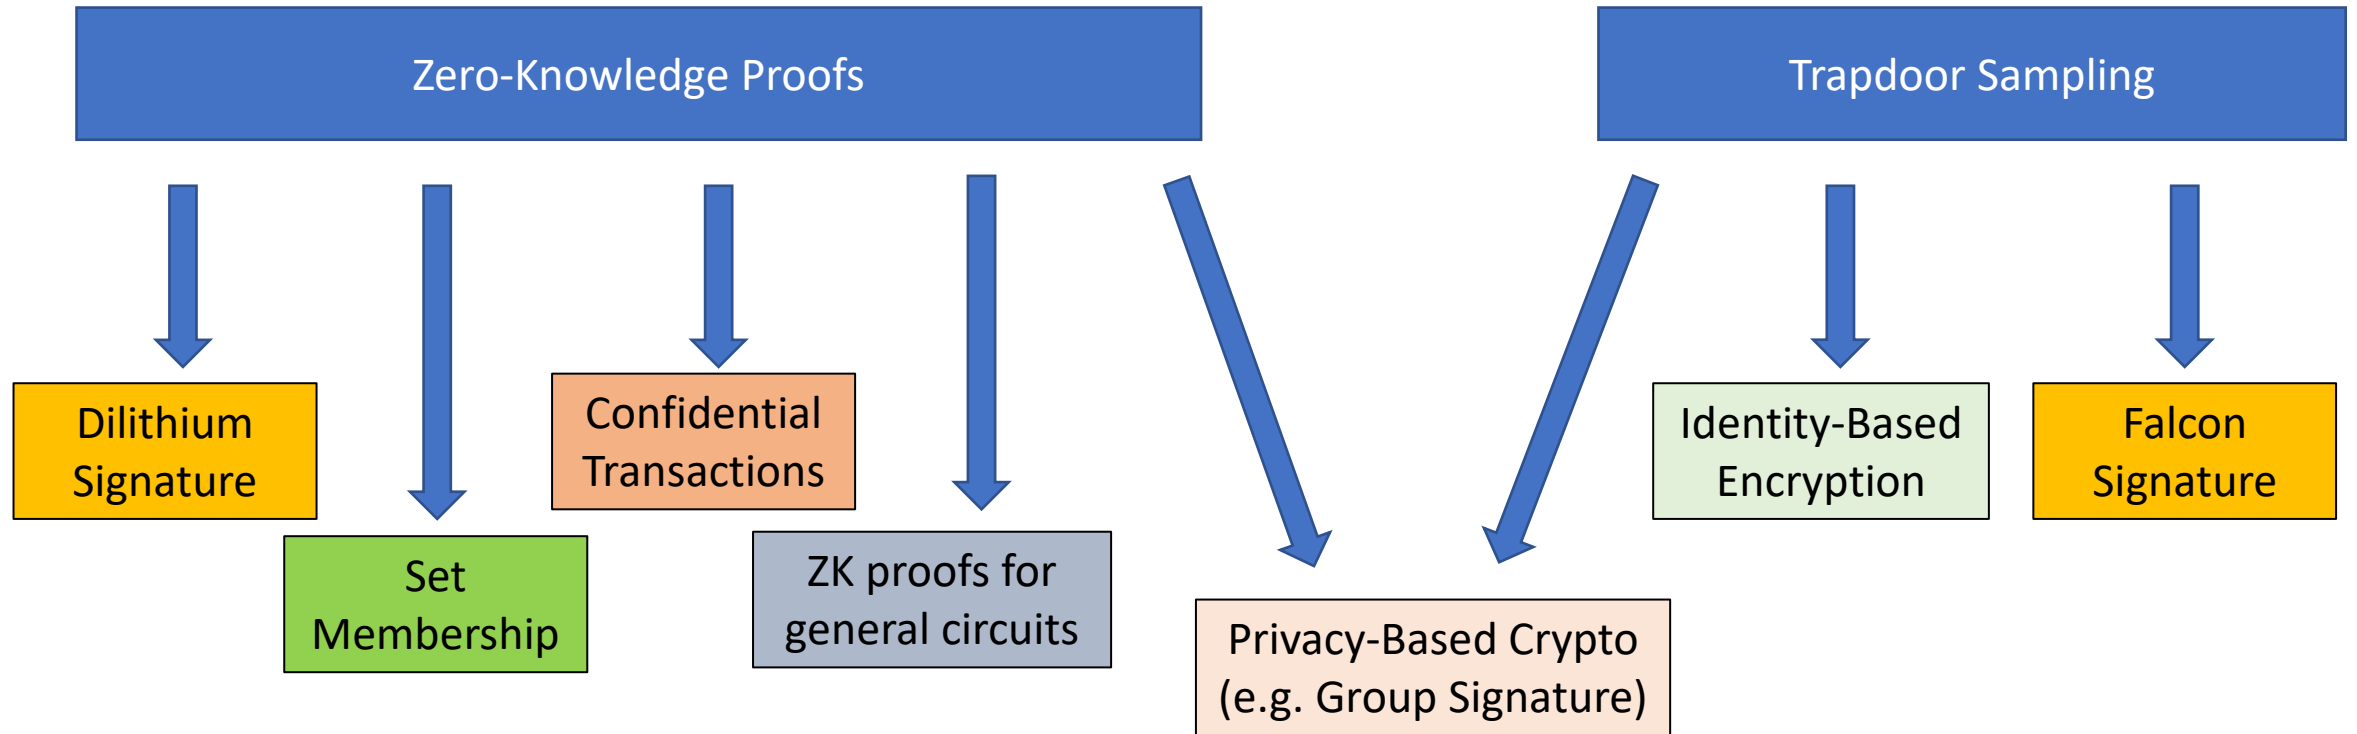 Zero-Knowledge Proofs
Trapdoor Sampling
Dilithium
Signature
Set
Membership
Confidential
Transactions
ZK proofs for
general circuits
Privacy-Based Crypto
(e.g. Group Signature)
Identity-Based
Encryption
Falcon
Signature